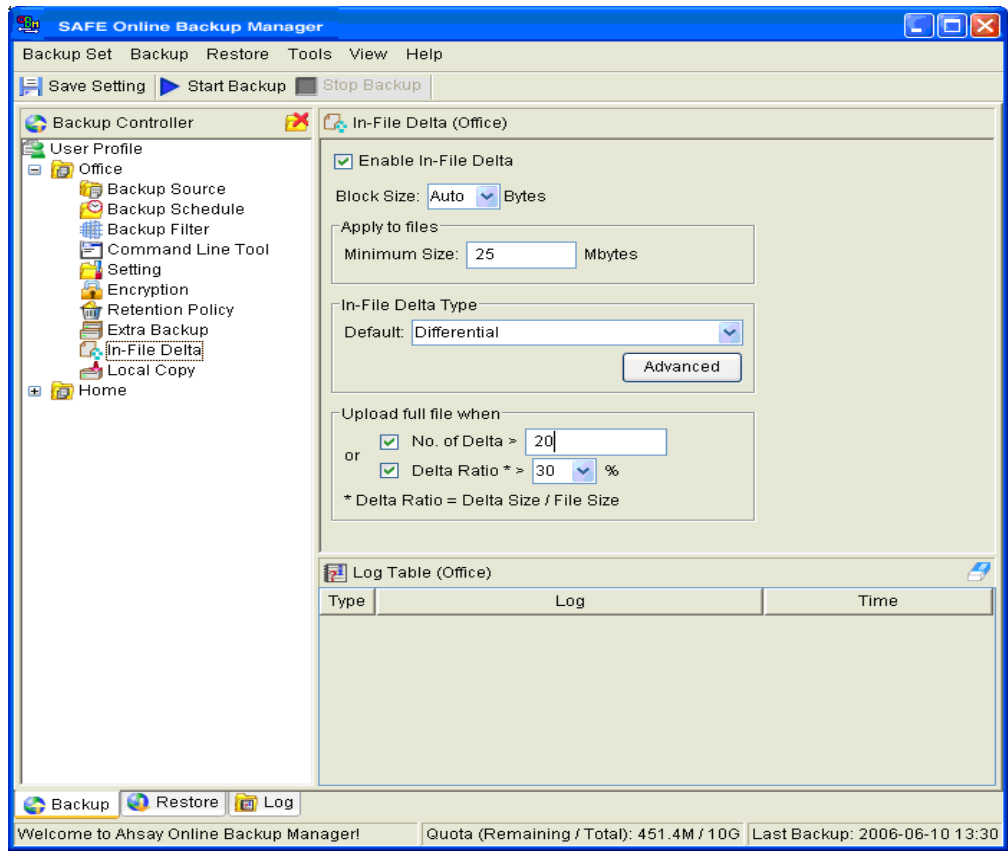 SAFE Online Backup Manager
Backup Set Backup Restore Tools View Help
Save Setting Start Backup Stop Backup
Backup Controller
User Profile
Office
Backup Source
Backup Schedule
Backup Filter
Command Line Tool
Setting
Encryption
Retention Policy
Extra Backup
In-File Delta
Local Copy
Home
In-File Delta (Office)
Enable In-File Delta
Block Size: Auto Bytes
Apply to files
Minimum Size: 25 Mbytes
In-File Delta Type
Default: Differential
Advanced
Upload full file when
No. of Delta > 20
or
Delta Ratio * > 30 %
* Delta Ratio = Delta Size / File Size
Log Table (Office)
Type Log Time
Backup Restore Log
Welcome to Ahsay Online Backup Manager! Quota (Remaining / Total): 451.4M / 10G Last Backup: 2006-06-10 13:30